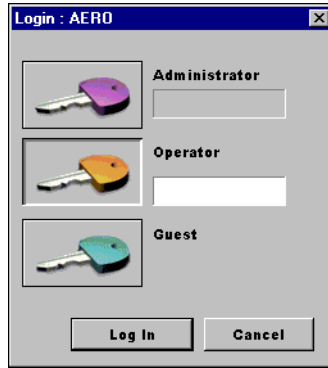 Login : AERO
Administrator
Operator
Guest
Log In
Cancel